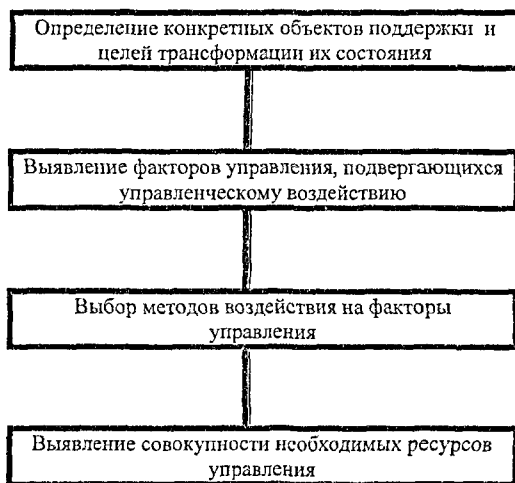 Определение конкретных объектов поддержки и
целей трансформации их состояния
Выявление факторов управления, подвергающихся
управленческому воздействию
Выбор методов воздействия на факторы
управления
Выявление совокупности необходимых ресурсов
управления